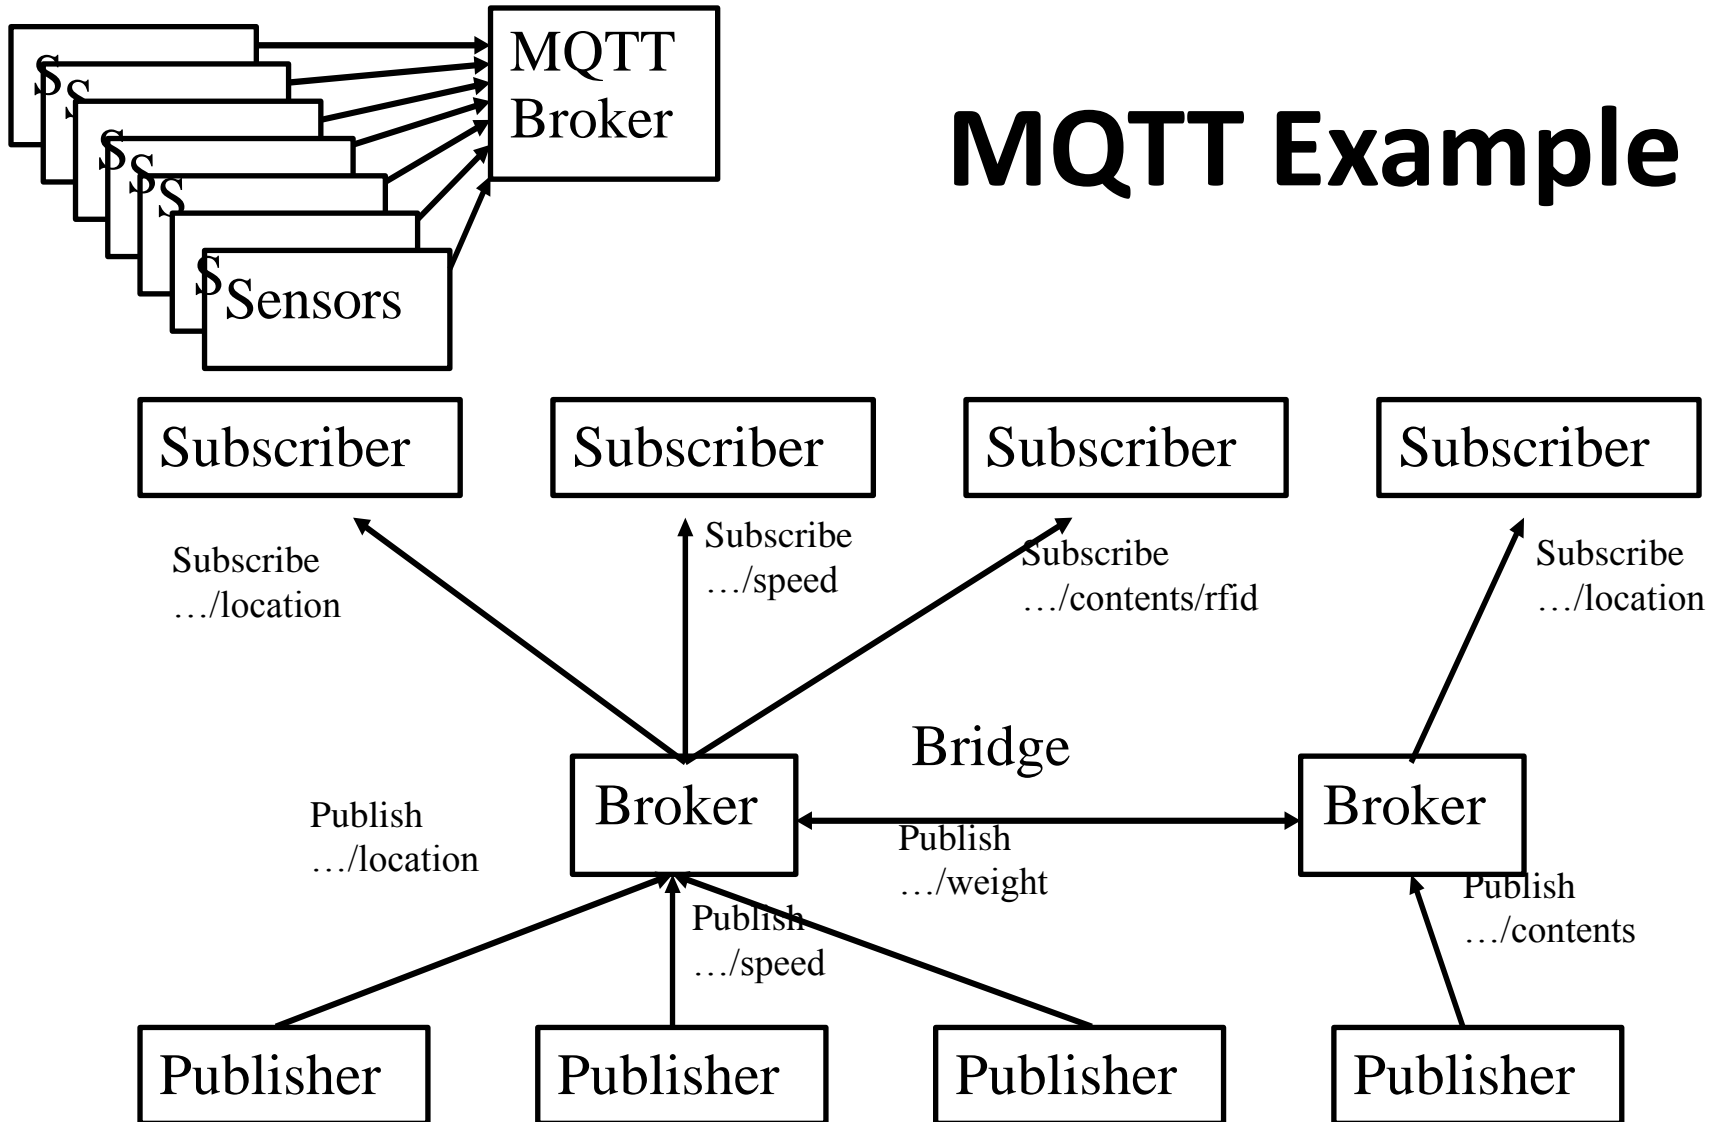 MQTT
Broker
MQTT Example
S
S
S
S
S
S
Sensors
Subscriber
Subscriber
Subscriber
Subscriber
Subscribe
…/location
Subscribe
…/speed
Subscribe
…/contents/rfid
Subscribe
…/location
Bridge
Broker
Broker
Publish
…/location
Publish
…/weight
Publish
…/speed
Publish
…/contents
Publisher
Publisher
Publisher
Publisher